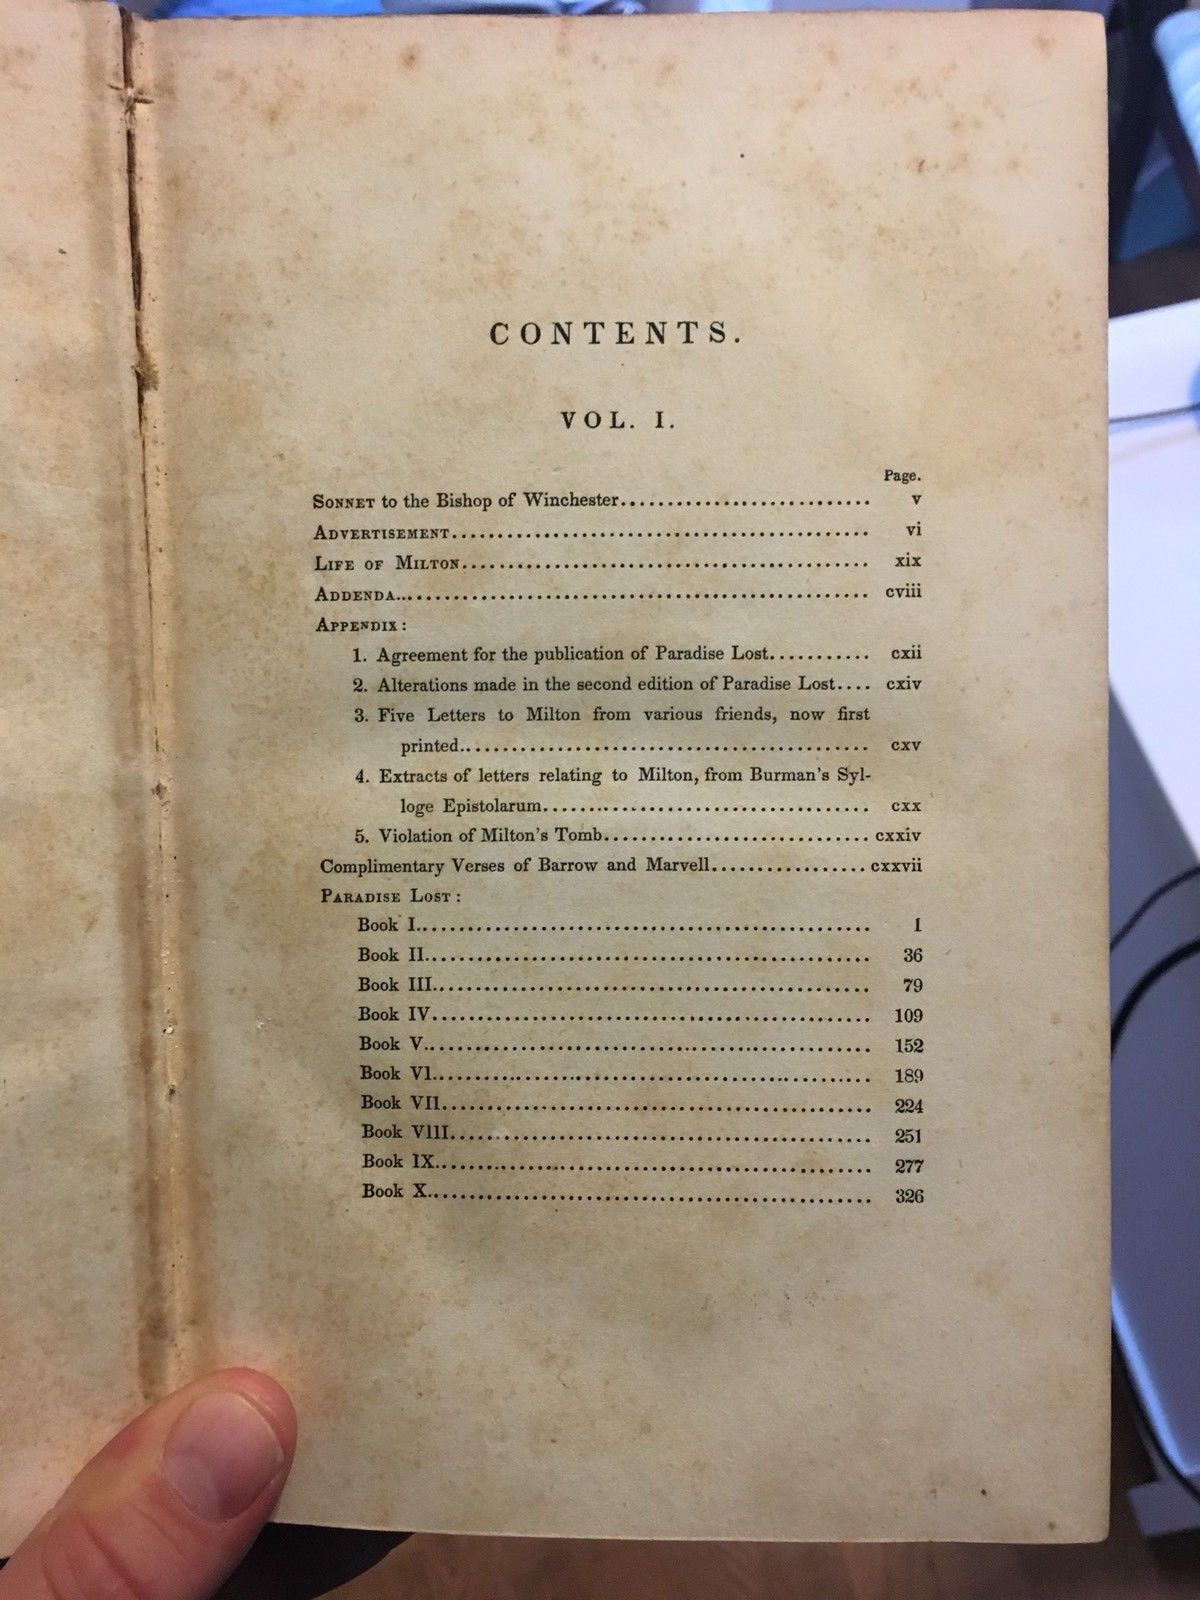 CONTENTS.
VOL. I.
Page.
SONNET to the Bishop of Winchester........................... v
ADVERTISEMENT............................................. vi
LIFE OF MILTON............................................ xix
ADDENDA................................................... cviii
APPENDIX:
1. Agreement for the publication of Paradise Lost........... cxii
2. Alterations made in the second edition of Paradise Lost.... cxiv
3. Five Letters to Milton from various friends, now first
printed............................................ cxv
4. Extracts of letters relating to Milton, from Burman's Syl-
loge Epistolarum................................... cxx
5. Violation of Milton's Tomb............................. cxxiv
Complimentary Verses of Barrow and Marvell................. cxxvii
PARADISE LOST:
Book I................................................. 1
Book II................................................ 36
Book III............................................... 79
Book IV................................................ 109
Book V................................................. 152
Book VI................................................ 189
Book VII............................................... 224
Book VIII.............................................. 251
Book IX................................................ 277
Book X................................................. 326